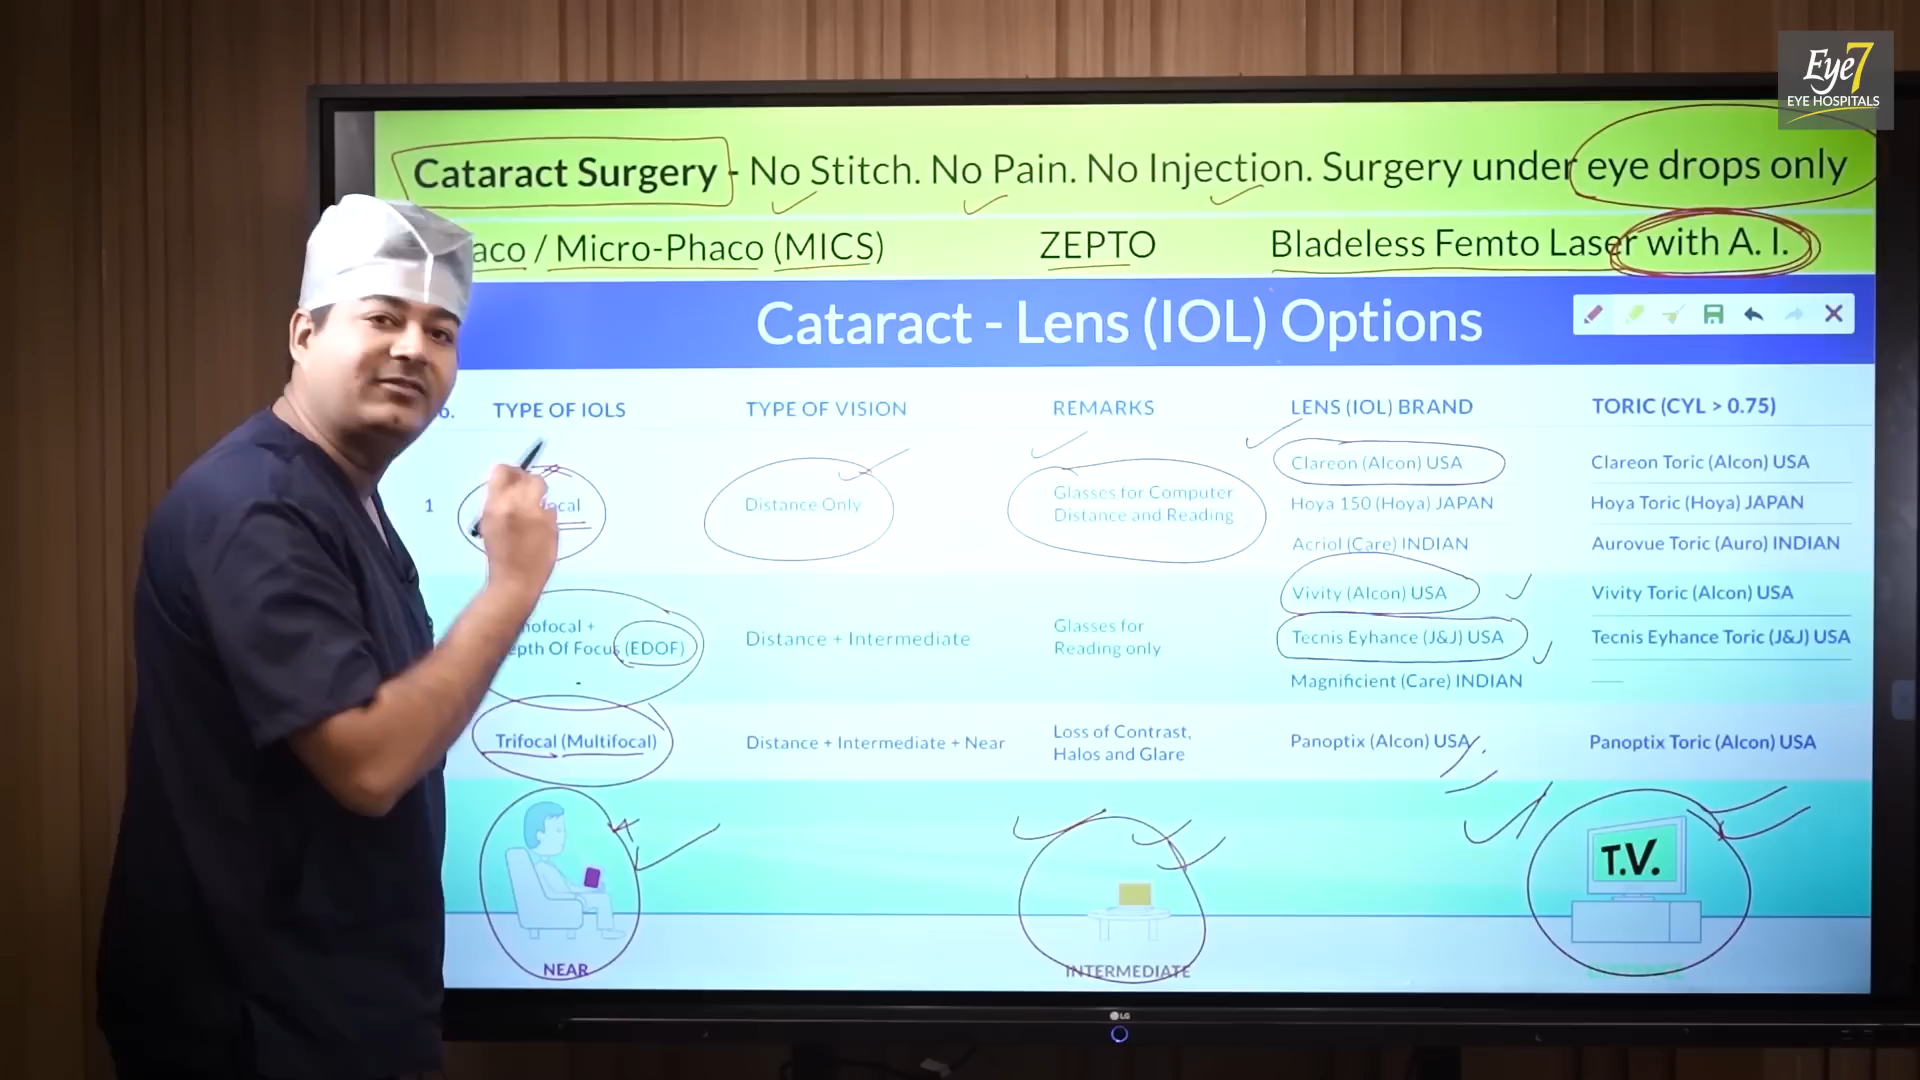 Eye7
EYE HOSPITALS
Cataract Surgery - No Stitch. No Pain. No Injection. Surgery under eye drops only
aco / Micro-Phaco (MICS) ZEPTO Bladeless Femto Laser with A. I.
Cataract - Lens (IOL) Options
TYPE OF IOLS TYPE OF VISION REMARKS LENS (IOL) BRAND TORIC (CYL > 0.75)
Clareon (Alcon) USA Clareon Toric (Alcon) USA
1 Distance Only Glasses for Computer
Distance and Reading
Hoya 150 (Hoya) JAPAN Hoya Toric (Hoya) JAPAN
Acriol (Care) INDIAN Aurovue Toric (Auro) INDIAN
Vivity (Alcon) USA Vivity Toric (Alcon) USA
nofocal +
epth Of Focus (EDOF)
Distance + Intermediate
Glasses for
Reading only
Tecnis Eyhance (J&J) USA Tecnis Eyhance Toric (J&J) USA
Magnificient (Care) INDIAN
Trifocal (Multifocal) Distance + Intermediate + Near
Loss of Contrast,
Halos and Glare
Panoptix (Alcon) USA Panoptix Toric (Alcon) USA
T.V.
NEAR INTERMEDIATE
LG